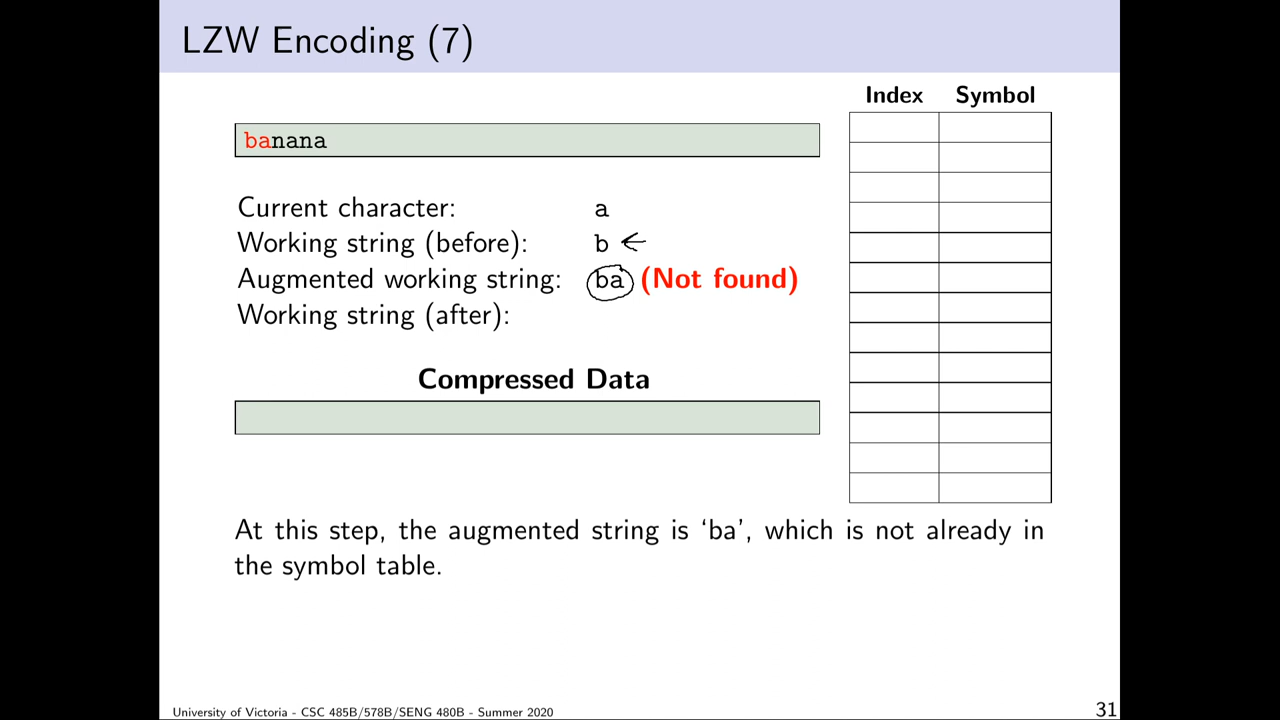 LZW Encoding (7)
Index Symbol
banana
Current character: a
Working string (before): b
Augmented working string: ba (Not found)
Working string (after):
Compressed Data
At this step, the augmented string is ‘ba’, which is not already in
the symbol table.
University of Victoria - CSC 485B/578B/SENG 480B - Summer 2020
31